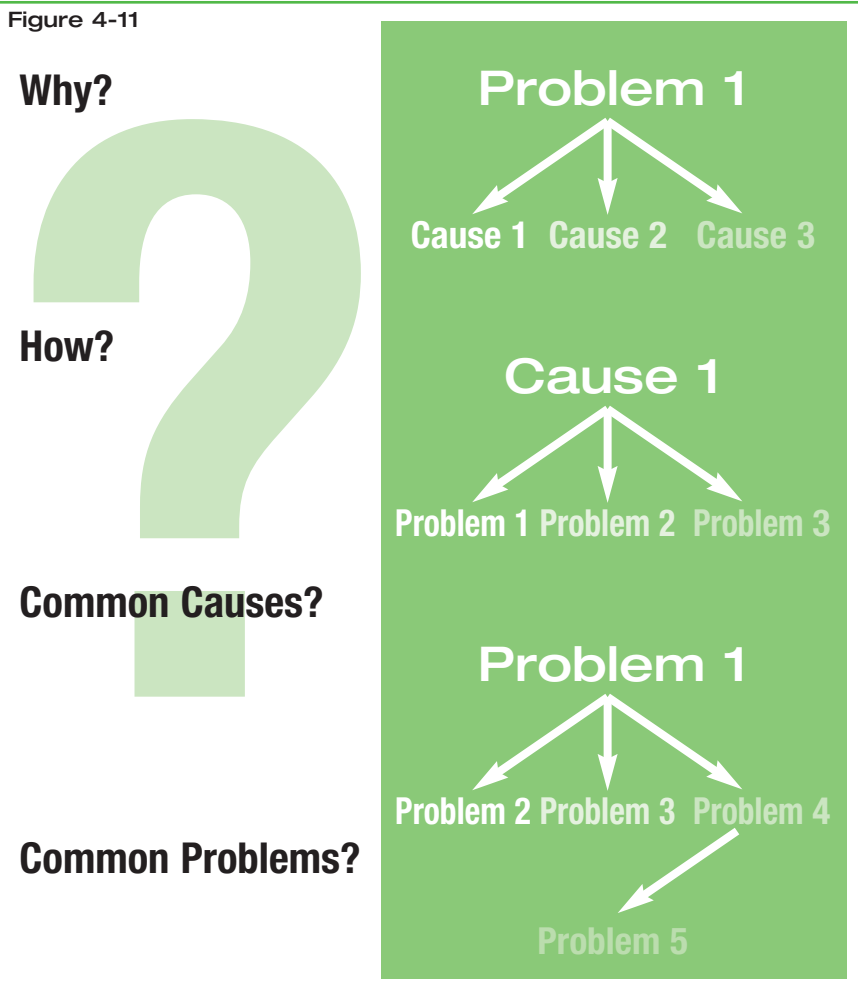 Figure 4-11
Why?
Problem 1
Cause 1 Cause 2 Cause 3
How?
Cause 1
Problem 1 Problem 2 Problem 3
Common Causes?
Problem 1
Problem 2 Problem 3 Problem 4
Common Problems?
Problem 5
?